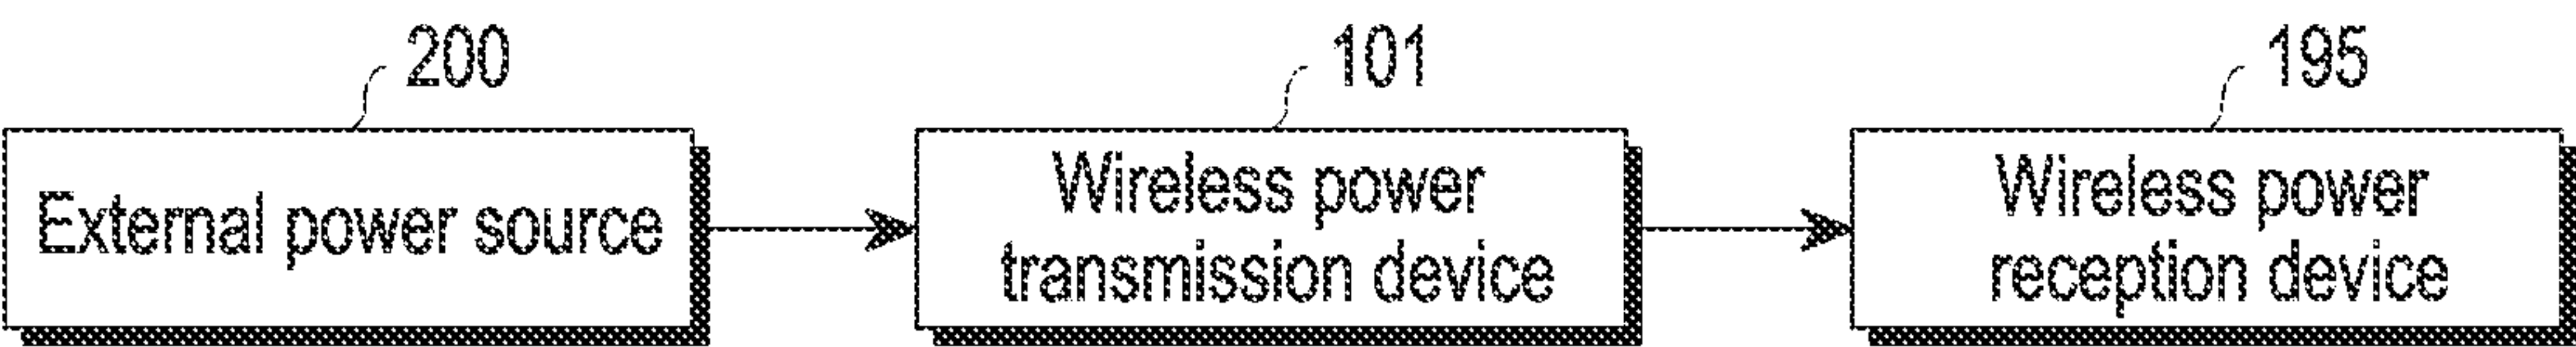 200
101
195
External power source
Wireless power
transmission device
Wireless power
reception device